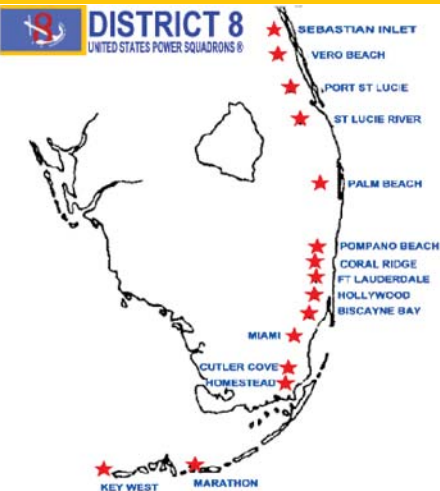 8
DISTRICT 8
UNITED STATES POWER SQUADRONS ®
SEBASTIAN INLET
VERO BEACH
PORT ST LUCIE
ST LUCIE RIVER
PALM BEACH
POMPANO BEACH
CORAL RIDGE
FT LAUDERDALE
HOLLYWOOD
BISCAYNE BAY
MIAMI
CUTLER COVE
HOMESTEAD
MARATHON
KEY WEST